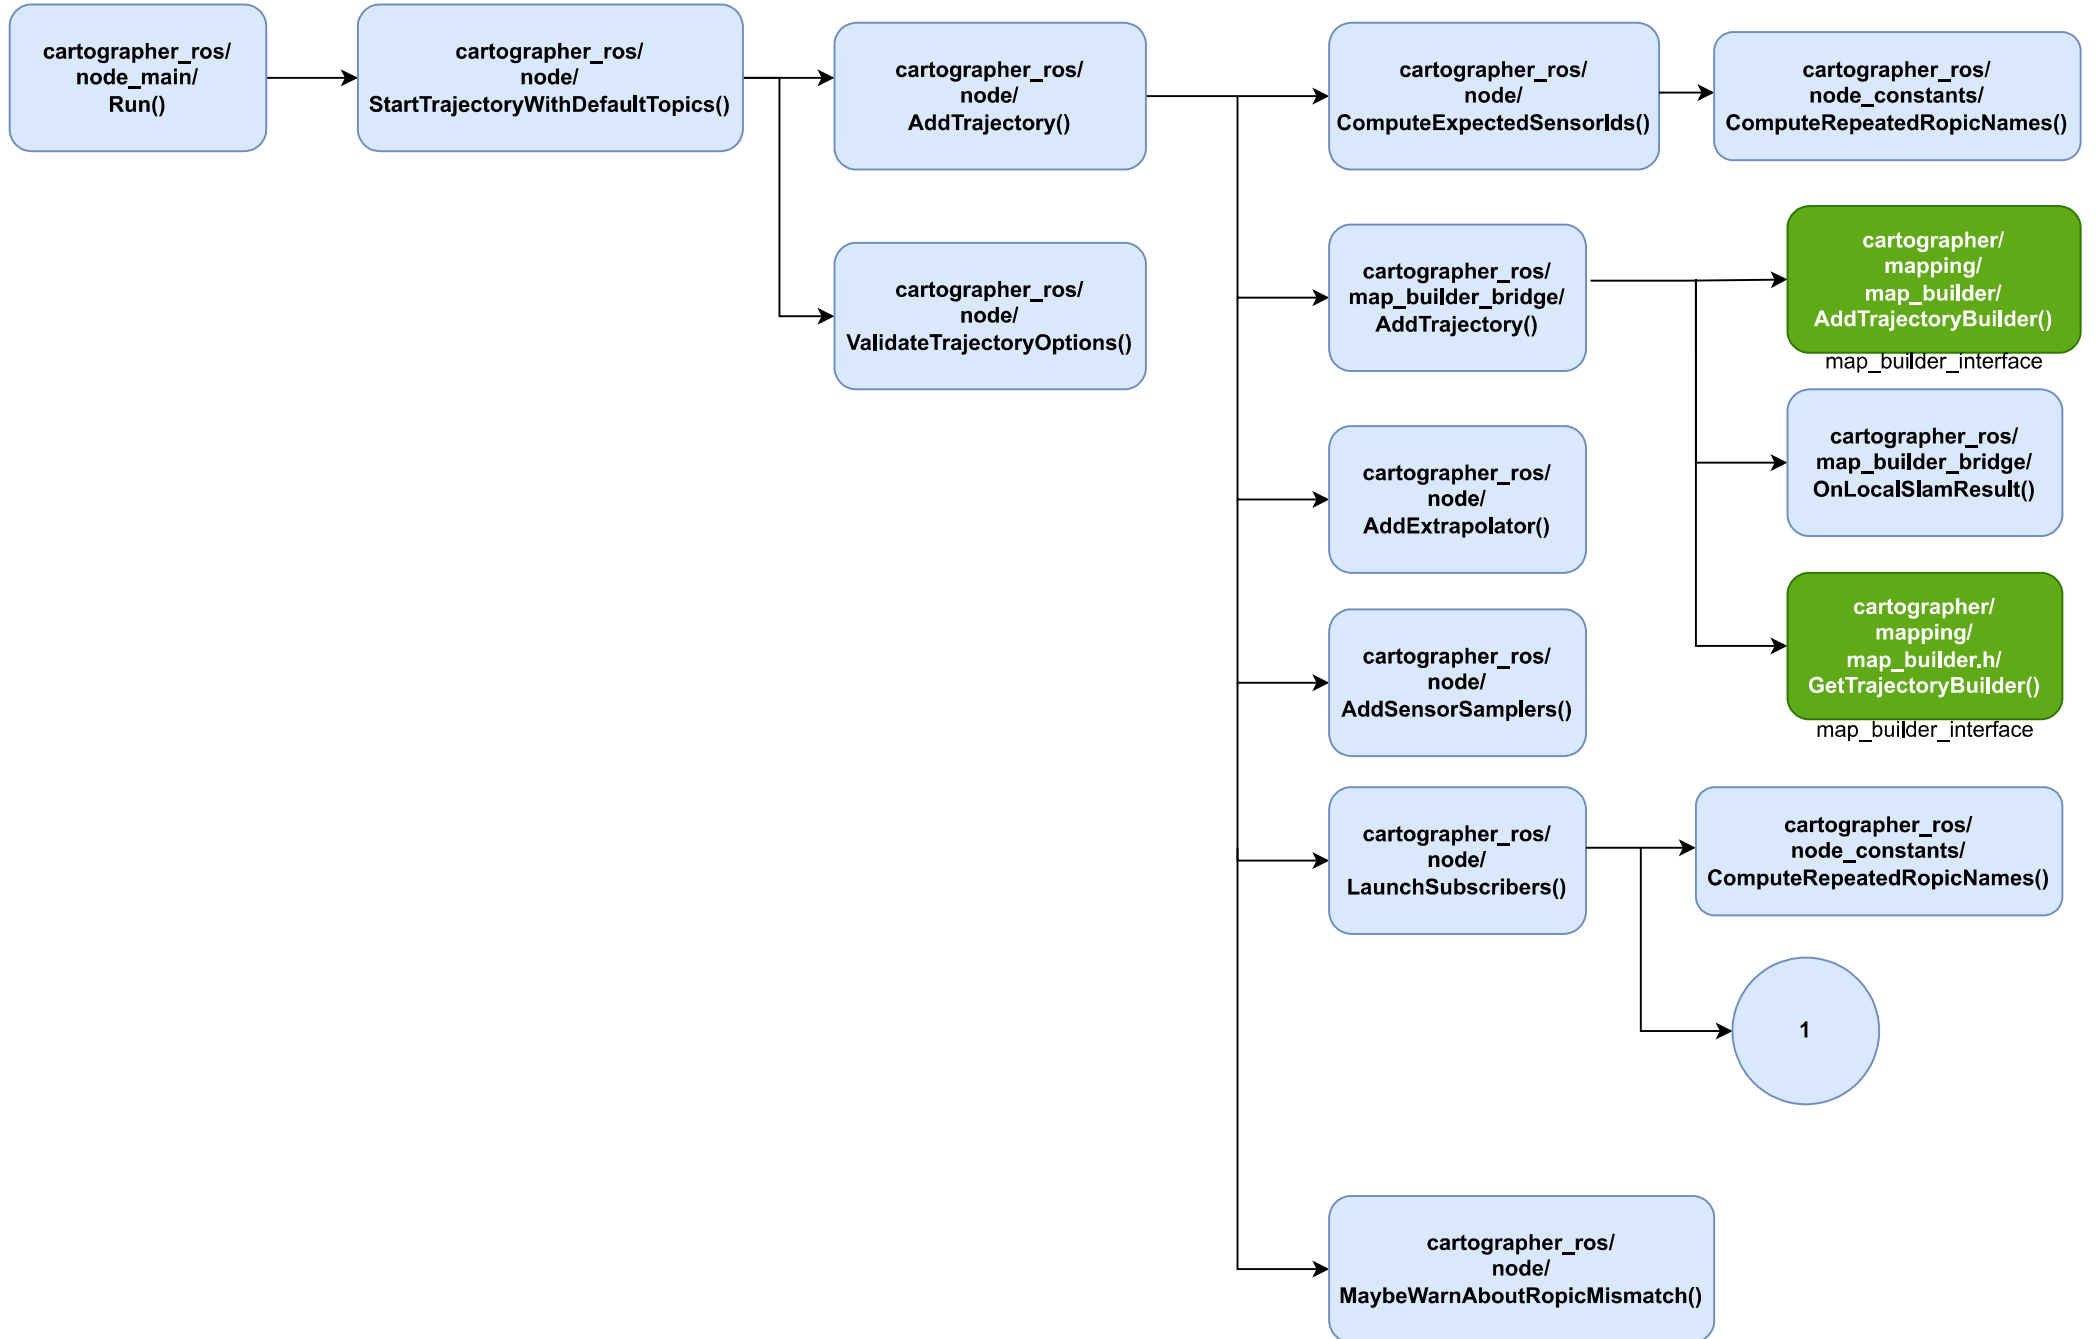 cartographer_ros/
node_main/
Run()
cartographer_ros/
node/
StartTrajectoryWithDefaultTopics()
cartographer_ros/
node/
AddTrajectory()
cartographer_ros/
node/
ComputeExpectedSensorIds()
cartographer_ros/
node_constants/
ComputeRepeatedRopicNames()
cartographer_ros/
node/
ValidateTrajectoryOptions()
cartographer_ros/
map_builder_bridge/
AddTrajectory()
cartographer/
mapping/
map_builder/
AddTrajectoryBuilder()
map_builder_interface
cartographer_ros/
map_builder_bridge/
OnLocalSlamResult()
cartographer_ros/
node/
AddExtrapolator()
cartographer/
mapping/
map_builder.h/
GetTrajectoryBuilder()
map_builder_interface
cartographer_ros/
node/
AddSensorSamplers()
cartographer_ros/
node/
LaunchSubscribers()
cartographer_ros/
node_constants/
ComputeRepeatedRopicNames()
1
cartographer_ros/
node/
MaybeWarnAboutRopicMismatch()